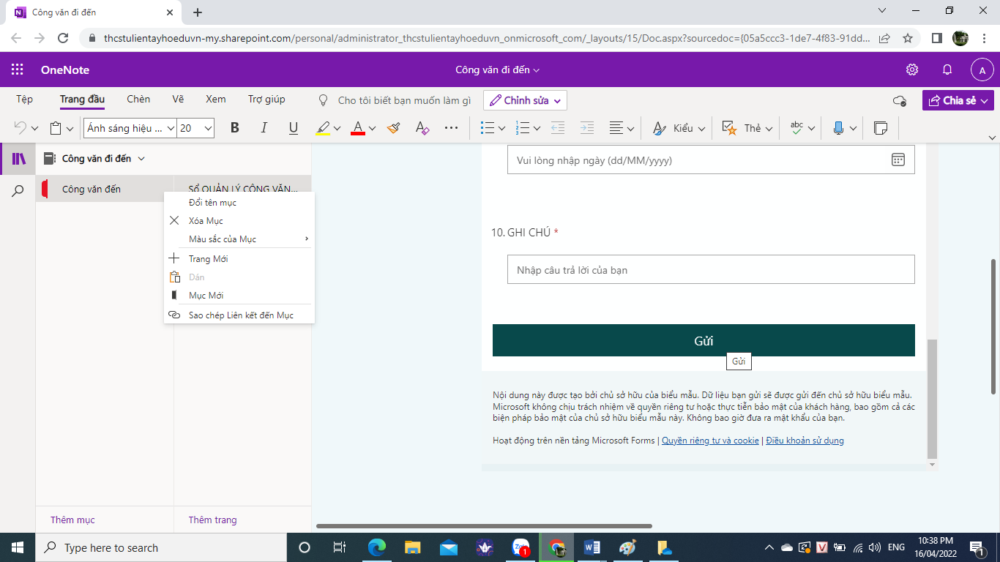 Công văn đi đến
thcstulientayhoeduvn-my.sharepoint.com/personal/administrator_thcstulientayhoeduvn_onmicrosoft_com/_layouts/15/Doc.aspx?sourcedoc={05a5ccc3-1de7-4f83-91dd...
OneNote
Công văn đi đến
A
Tệp Trang đầu Chèn Vẽ Xem Trợ giúp Cho tôi biết bạn muốn làm gì Chỉnh sửa Chia sẻ
Ánh sáng hiệu ... 20 B I U A A ... Kiểu Thẻ abc
Công văn đi đến
Công văn đến
SỔ QUẢN LÝ CÔNG VĂN...
Đổi tên mục
Xóa Mục
Màu sắc của Mục
Trang Mới
Dán
Mục Mới
Sao chép Liên kết đến Mục
Thêm mục
Thêm trang
Vui lòng nhập ngày (dd/MM/yyyy)
10. GHI CHÚ *
Nhập câu trả lời của bạn
Gửi
Gửi
Nội dung này được tạo bởi chủ sở hữu của biểu mẫu. Dữ liệu bạn gửi sẽ được gửi đến chủ sở hữu biểu mẫu.
Microsoft không chịu trách nhiệm về quyền riêng tư hoặc thực tiễn bảo mật của khách hàng, bao gồm cả các
biện pháp bảo mật của chủ sở hữu biểu mẫu này. Không bao giờ đưa ra mật khẩu của bạn.
Hoạt động trên nền tảng Microsoft Forms | Quyền riêng tư và cookie | Điều khoản sử dụng
Type here to search
ENG
10:38 PM
16/04/2022
1